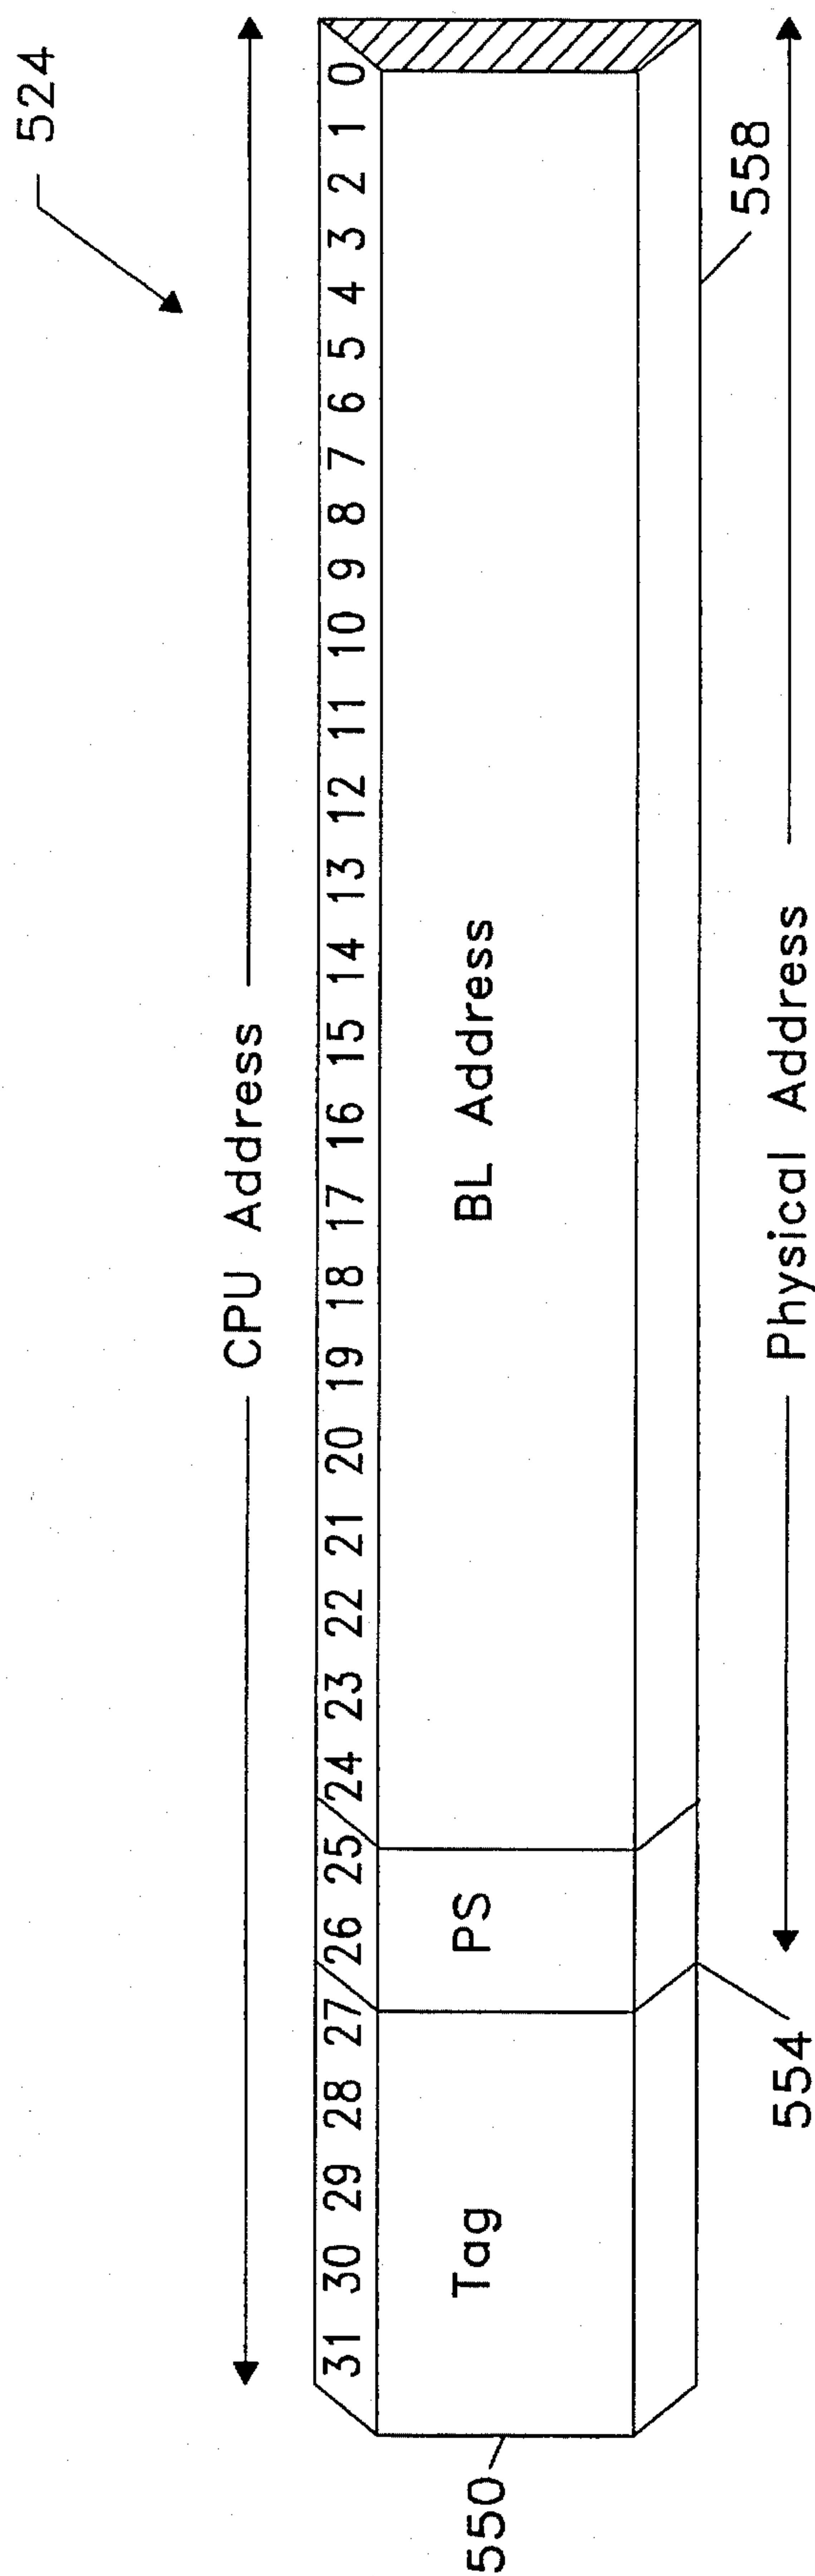 524
CPU Address
31 30 29 28 27 26 25 24 23 22 21 20 19 18 17 16 15 14 13 12 11 10 9 8 7 6 5 4 3 2 1 0
Tag PS BL Address
550
554
558
Physical Address